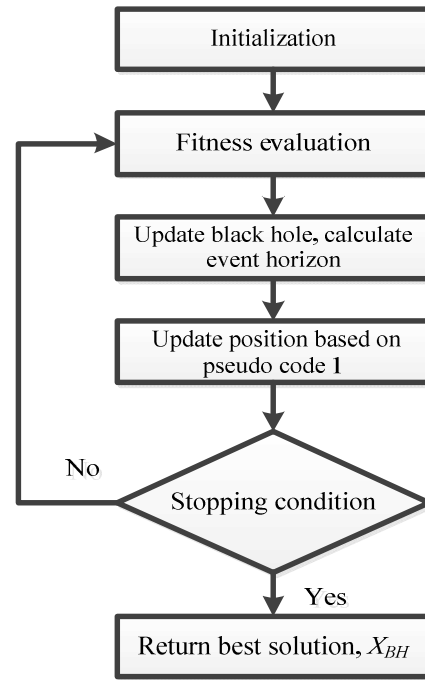 Initialization
Fitness evaluation
Update black hole, calculate
event horizon
Update position based on
pseudo code 1
No
Stopping condition
Yes
Return best solution, X_BH